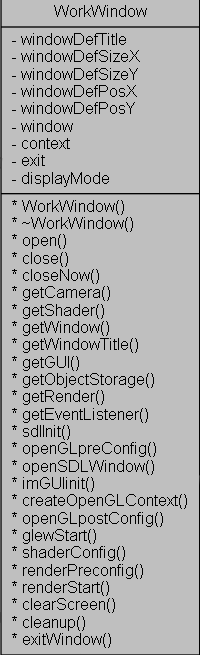 WorkWindow
- windowDefTitle
- windowDefSizeX
- windowDefSizeY
- windowDefPosX
- windowDefPosY
- window
- context
- exit
- displayMode
* WorkWindow()
* ~WorkWindow()
* open()
* close()
* closeNow()
* getCamera()
* getShader()
* getWindow()
* getWindowTitle()
* getGUI()
* getObjectStorage()
* getRender()
* getEventListener()
* sdlInit()
* openGLpreConfig()
* openSDLWindow()
* imGUIinit()
* createOpenGLContext()
* openGLpostConfig()
* glewStart()
* shaderConfig()
* renderPreconfig()
* renderStart()
* clearScreen()
* cleanup()
* exitWindow()